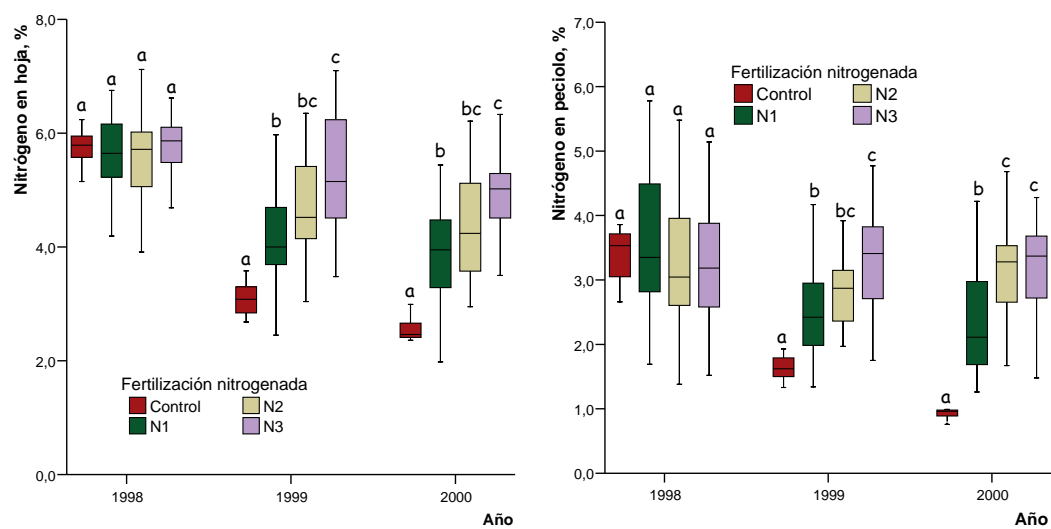 Nitrógeno en hoja, %
8,0
6,0
4,0
2,0
0,0
a a a a
a b bc c
a b bc c
Fertilización nitrogenada
Control N2
N1 N3
1998 1999 2000
Año
Nitrógeno en peciolo, %
7,0
6,0
5,0
4,0
3,0
2,0
1,0
0,0
Fertilización nitrogenada
Control N2
N1 N3
a a a a
a b bc c
a b c c
1998 1999 2000
Año